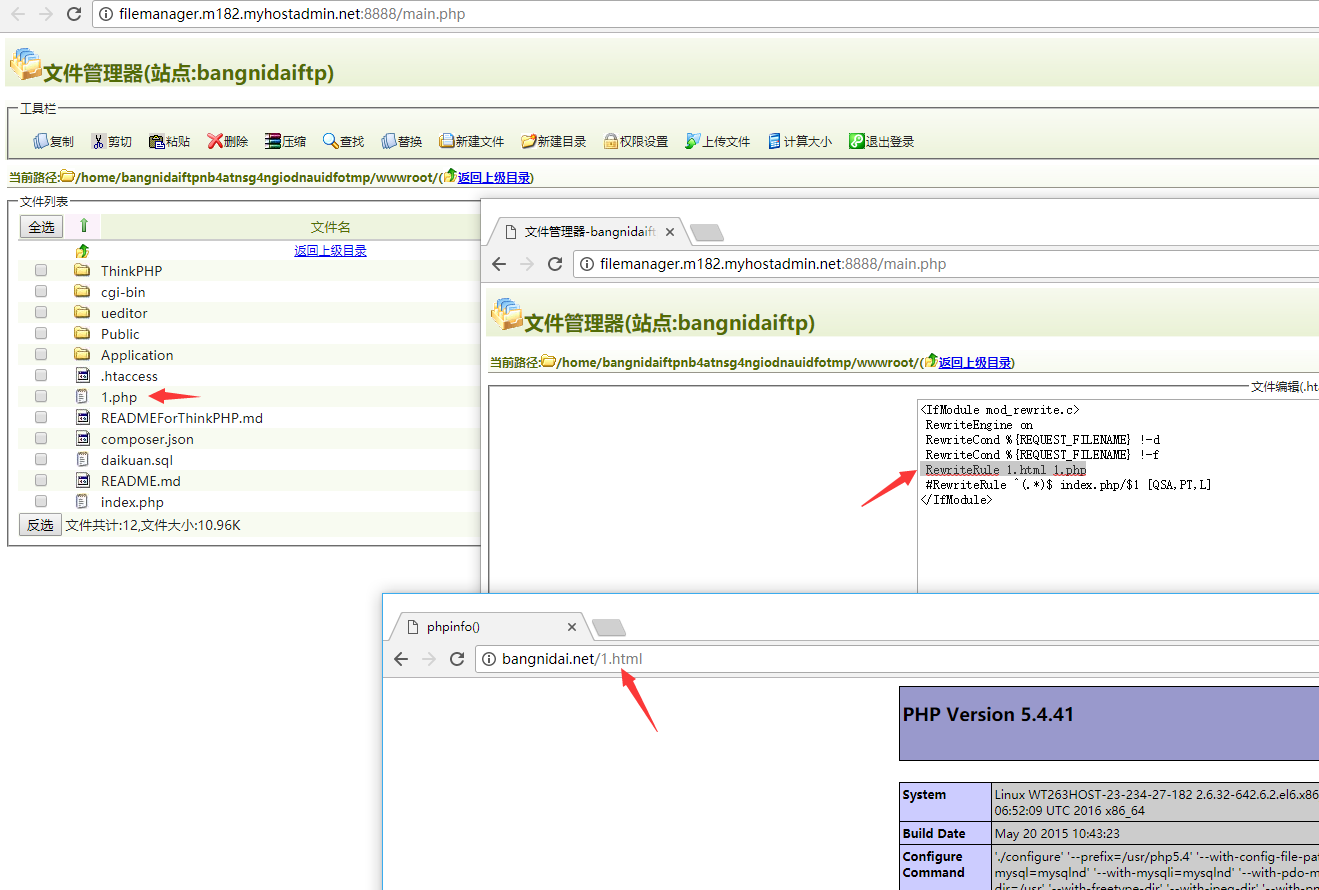 filemanager.m182.myhostadmin.net:8888/main.php
文件管理器(站点:bangnidaiftp)
工具栏
复制 剪切 粘贴 删除 压缩 查找 替换 新建文件 新建目录 权限设置 上传文件 计算大小 退出登录
当前路径:/home/bangnidaiftpnb4atnsg4ngiodnauidfotmp/wwwroot/(返回上级目录)
文件列表
全选 文件名
返回上级目录
ThinkPHP
cgi-bin
ueditor
Public
Application
.htaccess
1.php
READMEForThinkPHP.md
composer.json
daikuan.sql
README.md
index.php
反选 文件共计:12,文件大小:10.96K
文件管理器-bangnidaift
filemanager.m182.myhostadmin.net:8888/main.php
文件管理器(站点:bangnidaiftp)
当前路径:/home/bangnidaiftpnb4atnsg4ngiodnauidfotmp/wwwroot/(返回上级目录)
文件编辑(.hta
<IfModule mod_rewrite.c>
RewriteEngine on
RewriteCond %{REQUEST_FILENAME} !-d
RewriteCond %{REQUEST_FILENAME} !-f
RewriteRule 1.html 1.php
#RewriteRule ^(.*)$ index.php/$1 [QSA,PT,L]
</IfModule>
phpinfo()
bangnidai.net/1.html
PHP Version 5.4.41
System Linux WT263HOST-23-234-27-182 2.6.32-642.6.2.el6.x86
06:52:09 UTC 2016 x86_64
Build Date May 20 2015 10:43:23
Configure Command './configure' '--prefix=/usr/php5.4' '--with-config-file-pat
mysql=mysqlnd' '--with-mysqli=mysqlnd' '--with-pdo-m
dir=/usr' '--with-freetype-dir' '--with-jpeg-dir' '--with-pn